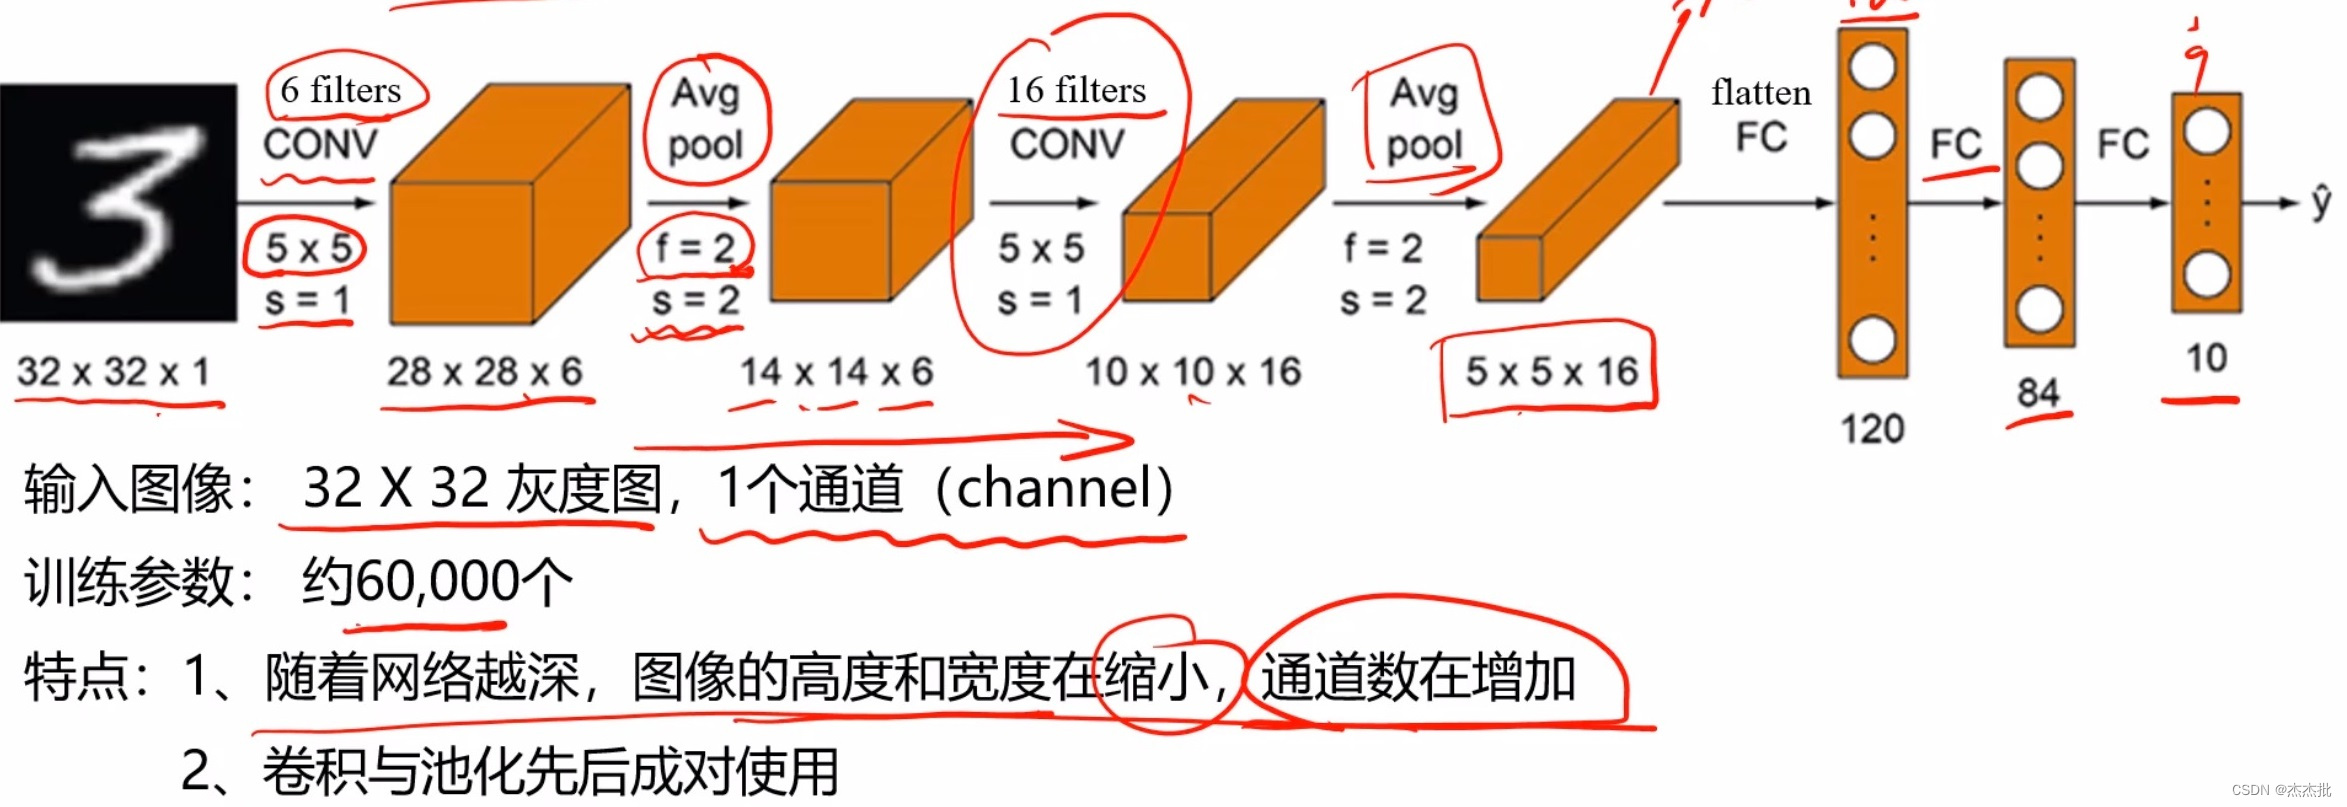 6 filters
CONV
5 x 5
s = 1
Avg
pool
f = 2
s = 2
16 filters
CONV
5 x 5
s = 1
Avg
pool
f = 2
s = 2
flatten
FC
FC
FC
ŷ
3
32 x 32 x 1
28 x 28 x 6
14 x 14 x 6
10 x 10 x 16
5 x 5 x 16
120
84
10
输入图像： 32 X 32 灰度图，1个通道（channel）
训练参数： 约60,000个
特点：1、随着网络越深，图像的高度和宽度在缩小，通道数在增加
2、卷积与池化先后成对使用
CSDN @杰杰批